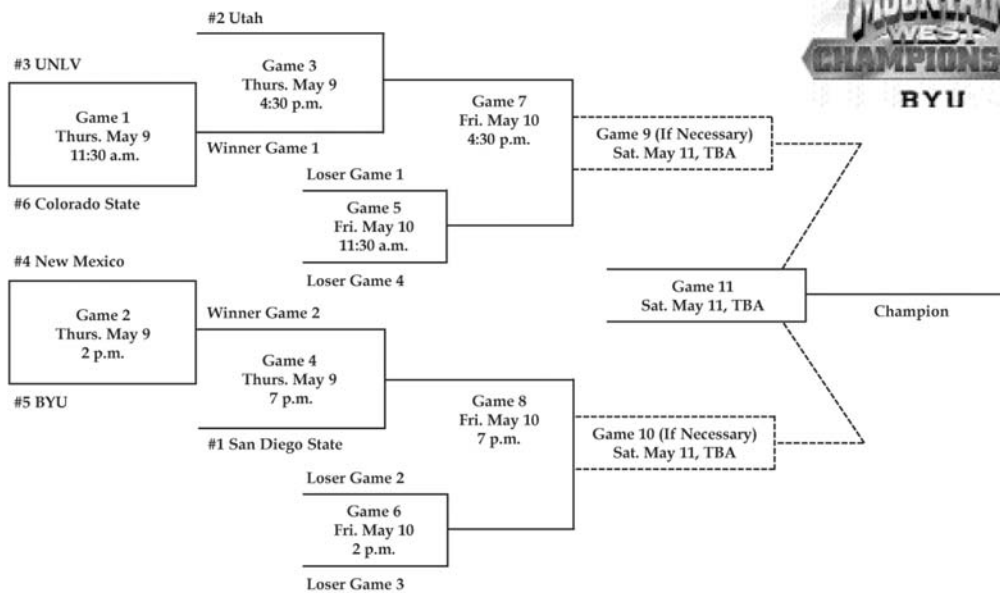 #2 Utah
MOUNTAIN
WEST
CHAMPIONS
BYU
#3 UNLV
Game 1
Thurs. May 9
11:30 a.m.
#6 Colorado State
Game 3
Thurs. May 9
4:30 p.m.
Winner Game 1
Game 7
Fri. May 10
4:30 p.m.
Game 9 (If Necessary)
Sat. May 11, TBA
Loser Game 1
Game 5
Fri. May 10
11:30 a.m.
Loser Game 4
#4 New Mexico
Game 2
Thurs. May 9
2 p.m.
#5 BYU
Winner Game 2
Game 4
Thurs. May 9
7 p.m.
#1 San Diego State
Game 11
Sat. May 11, TBA
Champion
Game 8
Fri. May 10
7 p.m.
Game 10 (If Necessary)
Sat. May 11, TBA
Loser Game 2
Game 6
Fri. May 10
2 p.m.
Loser Game 3